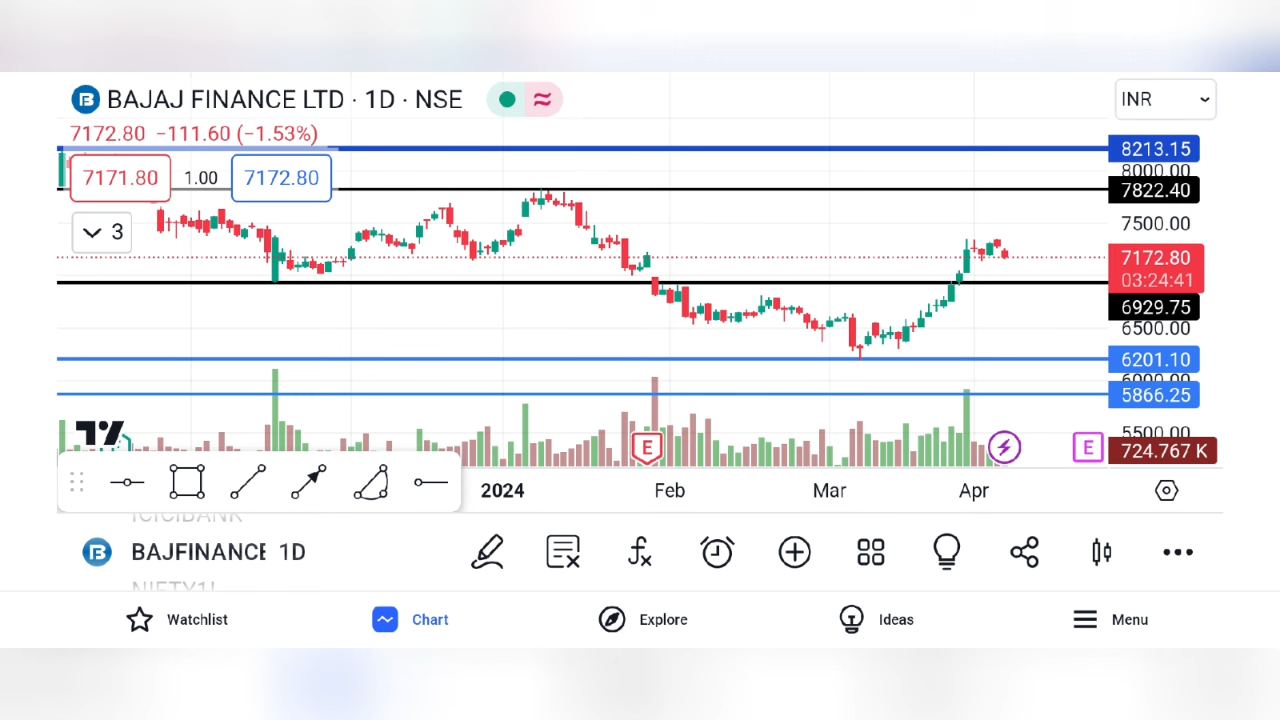 BAJAJ FINANCE LTD · 1D · NSE
INR
7172.80 −111.60 (−1.53%)
8213.15
8000.00
7171.80 1.00 7172.80
7822.40
3
7500.00
7172.80
03:24:41
6929.75
6500.00
6201.10
6000.00
5866.25
5500.00
E
E
724.767 K
2024 Feb Mar Apr
ICICIBANK
BAJFINANCE 1D
Watchlist Chart Explore Ideas Menu